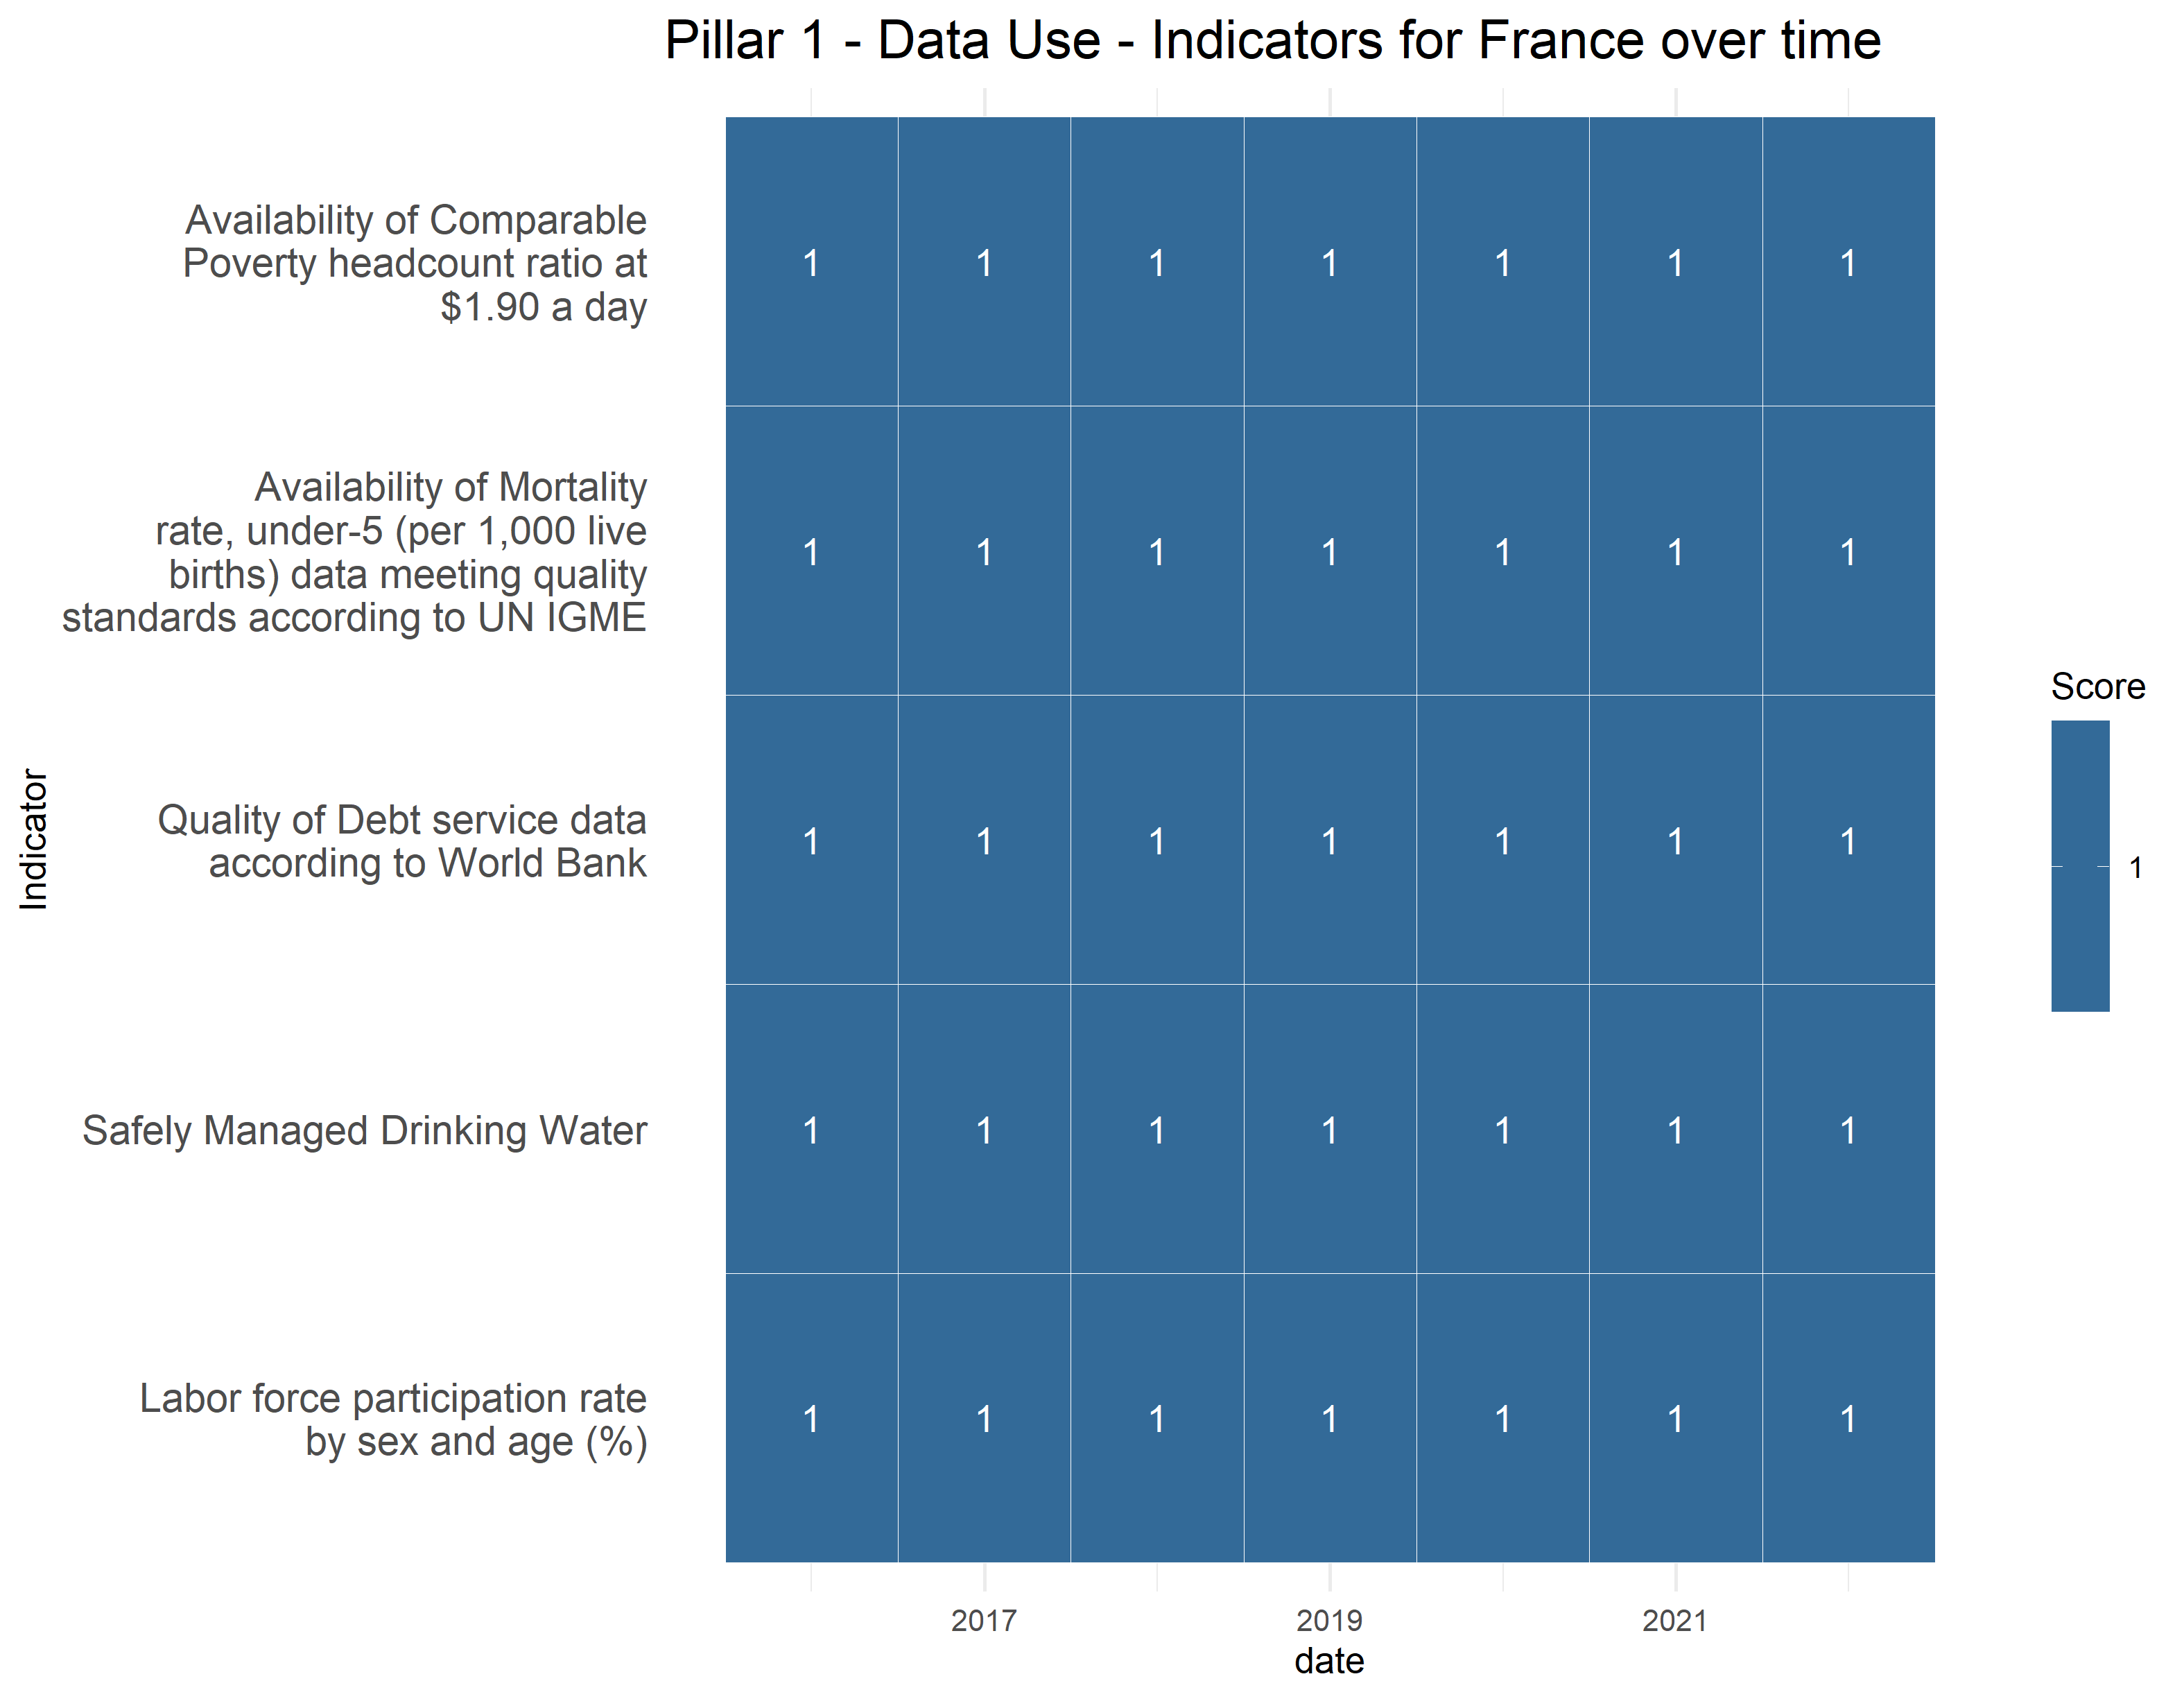 Pillar 1 - Data Use - Indicators for France over time
Availability of Comparable
Poverty headcount ratio at
$1.90 a day
1 1 1 1 1 1 1
Availability of Mortality
rate, under-5 (per 1,000 live
births) data meeting quality
standards according to UN IGME
1 1 1 1 1 1 1
Quality of Debt service data
according to World Bank
1 1 1 1 1 1 1
Safely Managed Drinking Water
1 1 1 1 1 1 1
Labor force participation rate
by sex and age (%)
1 1 1 1 1 1 1
Indicator
2017 2019 2021
date
Score
1